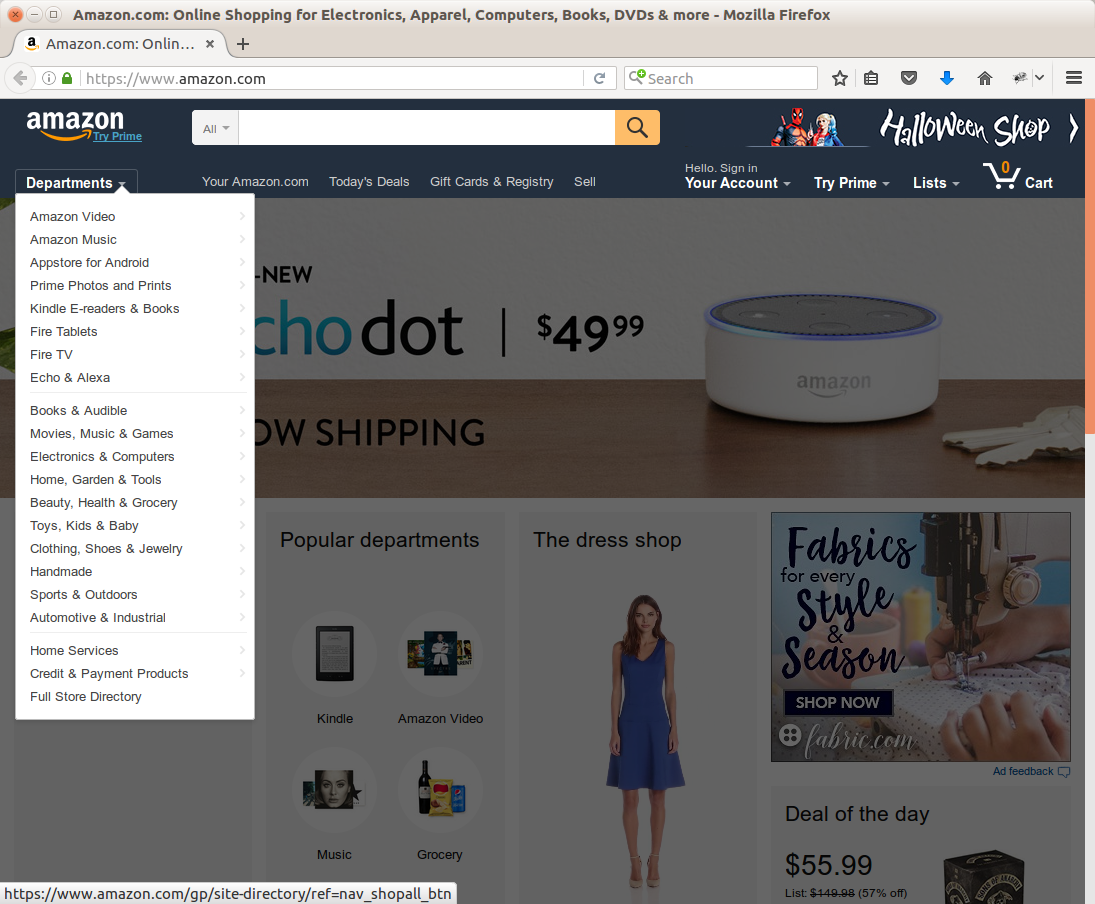 Amazon.com: Online Shopping for Electronics, Apparel, Computers, Books, DVDs & more - Mozilla Firefox
Amazon.com: Onlin...
https://www.amazon.com
Search
amazon
Try Prime
All
Halloween Shop
Departments
Your Amazon.com
Today's Deals
Gift Cards & Registry
Sell
Hello. Sign in
Your Account
Try Prime
Lists
0
Cart
Amazon Video
Amazon Music
Appstore for Android
Prime Photos and Prints
Kindle E-readers & Books
Fire Tablets
Fire TV
Echo & Alexa
Books & Audible
Movies, Music & Games
Electronics & Computers
Home, Garden & Tools
Beauty, Health & Grocery
Toys, Kids & Baby
Clothing, Shoes & Jewelry
Handmade
Sports & Outdoors
Automotive & Industrial
Home Services
Credit & Payment Products
Full Store Directory
-NEW
cho dot
$49 99
OW SHIPPING
amazon
Popular departments
Kindle
Amazon Video
Music
Grocery
The dress shop
Fabrics
for every
Style
&
Season
SHOP NOW
fabric.com
Ad feedback
Deal of the day
$55.99
List: $149.98 (57% off)
https://www.amazon.com/gp/site-directory/ref=nav_shopall_btn